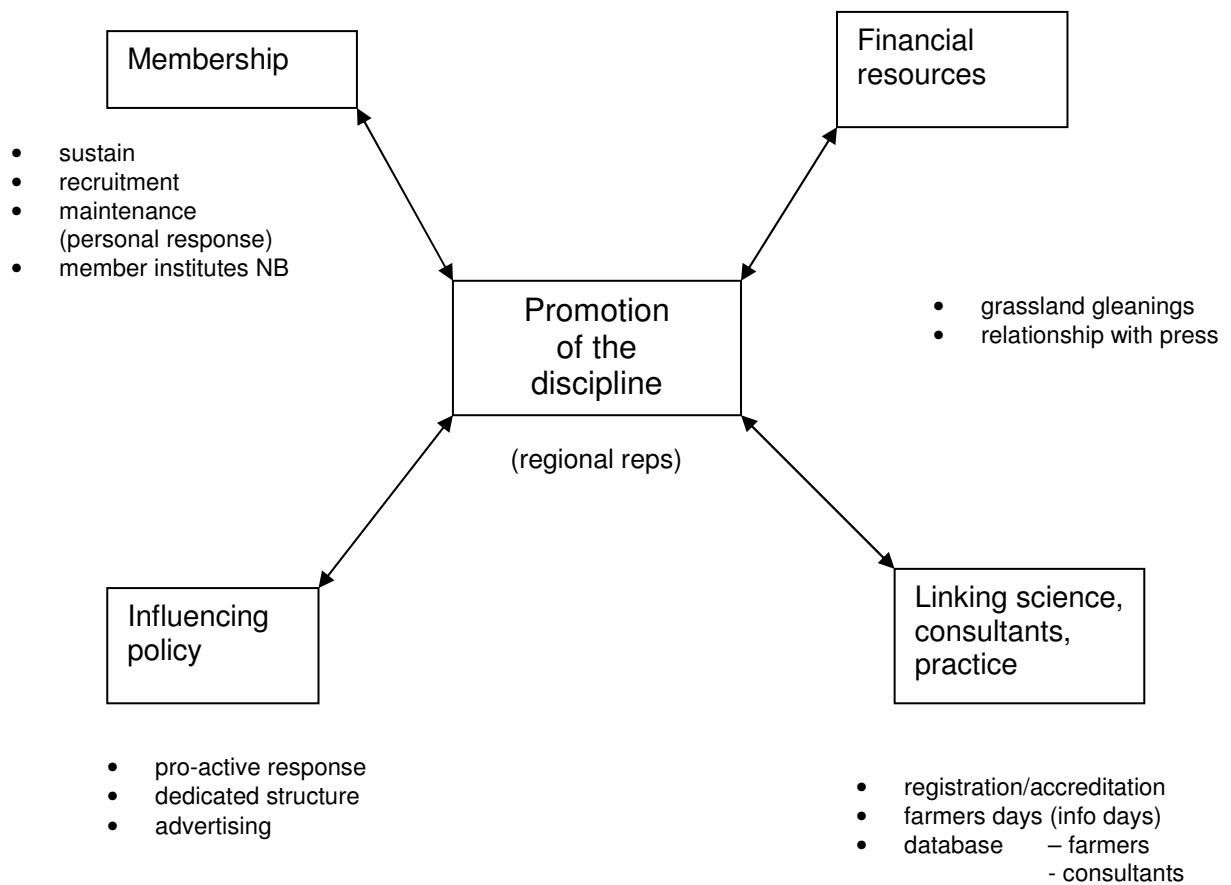 Membership
• sustain
• recruitment
• maintenance
(personal response)
• member institutes NB
Financial
resources
• grassland gleanings
• relationship with press
Promotion
of the
discipline
(regional reps)
Influencing
policy
• pro-active response
• dedicated structure
• advertising
Linking science,
consultants,
practice
• registration/accreditation
• farmers days (info days)
• database – farmers
- consultants